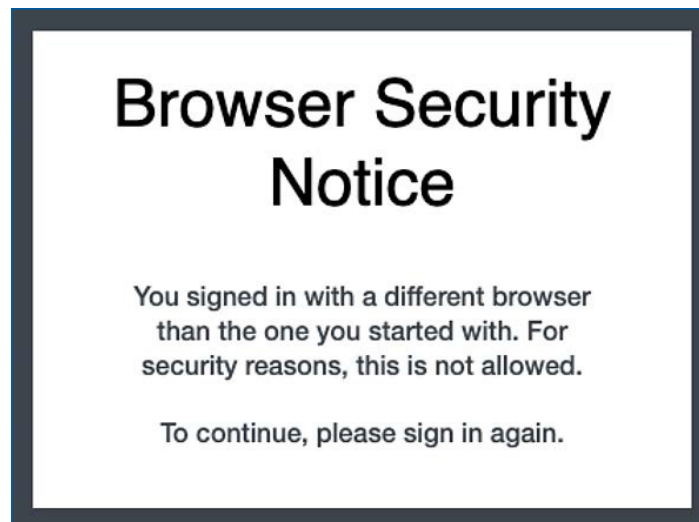 Browser Security
Notice
You signed in with a different browser
than the one you started with. For
security reasons, this is not allowed.
To continue, please sign in again.